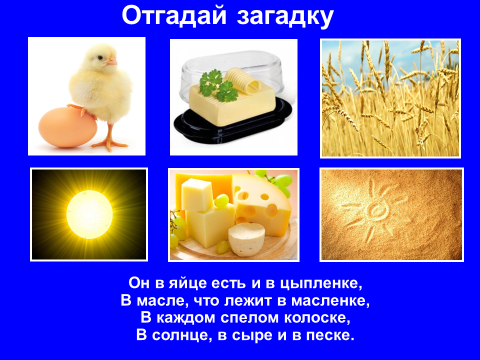 Отгадай загадку
Он в яйце есть и в цыпленке,
В масле, что лежит в масленке,
В каждом спелом колоске,
В солнце, в сыре и в песке.